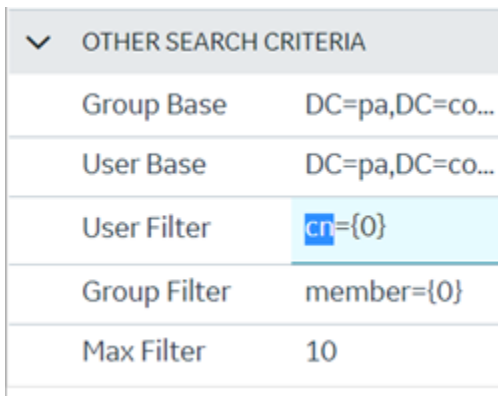 OTHER SEARCH CRITERIA
Group Base DC=pa,DC=co...
User Base DC=pa,DC=co...
User Filter cn={0}
Group Filter member={0}
Max Filter 10